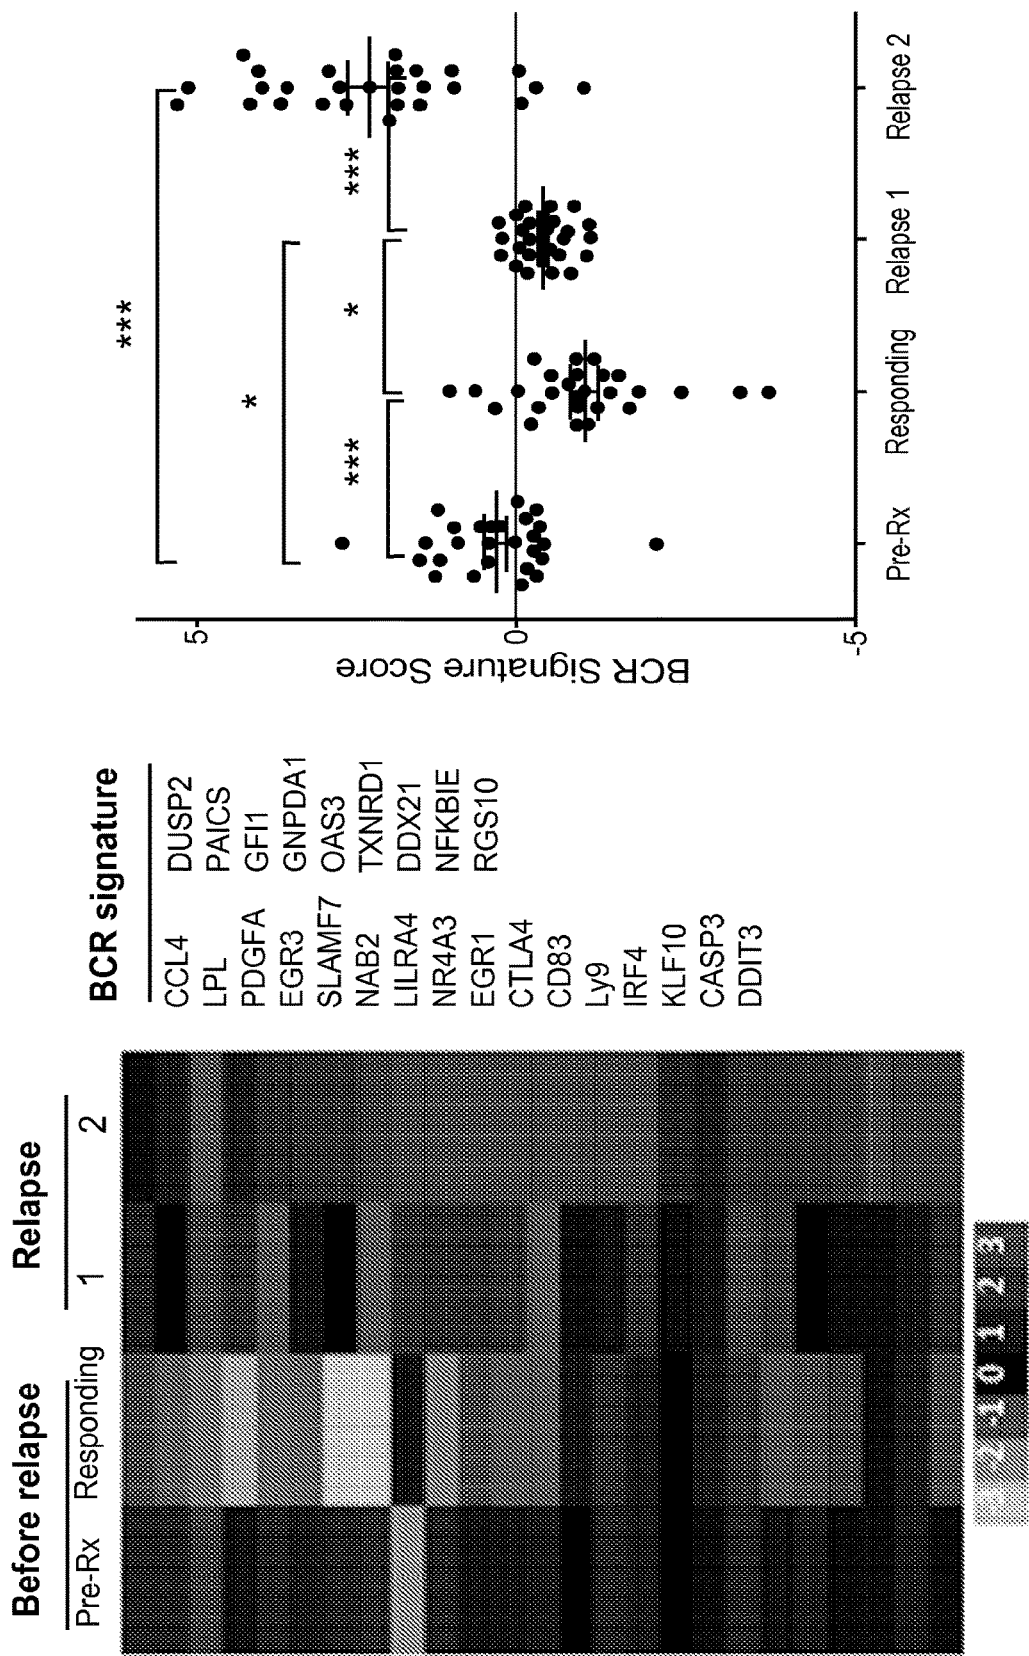 Before relapse
Relapse
Pre-Rx
Responding
1
2
-2
-1
0
1
2
3
BCR signature
CCL4 DUSP2
LPL PAICS
PDGFA GFI1
EGR3 GNPDA1
SLAMF7 OAS3
NAB2 TXNRD1
LILRA4 DDX21
NR4A3 NFKBIE
EGR1 RGS10
CTLA4
CD83
Ly9
IRF4
KLF10
CASP3
DDIT3
BCR Signature Score
5
0
-5
***
*
***
*
***
Pre-Rx
Responding
Relapse 1
Relapse 2